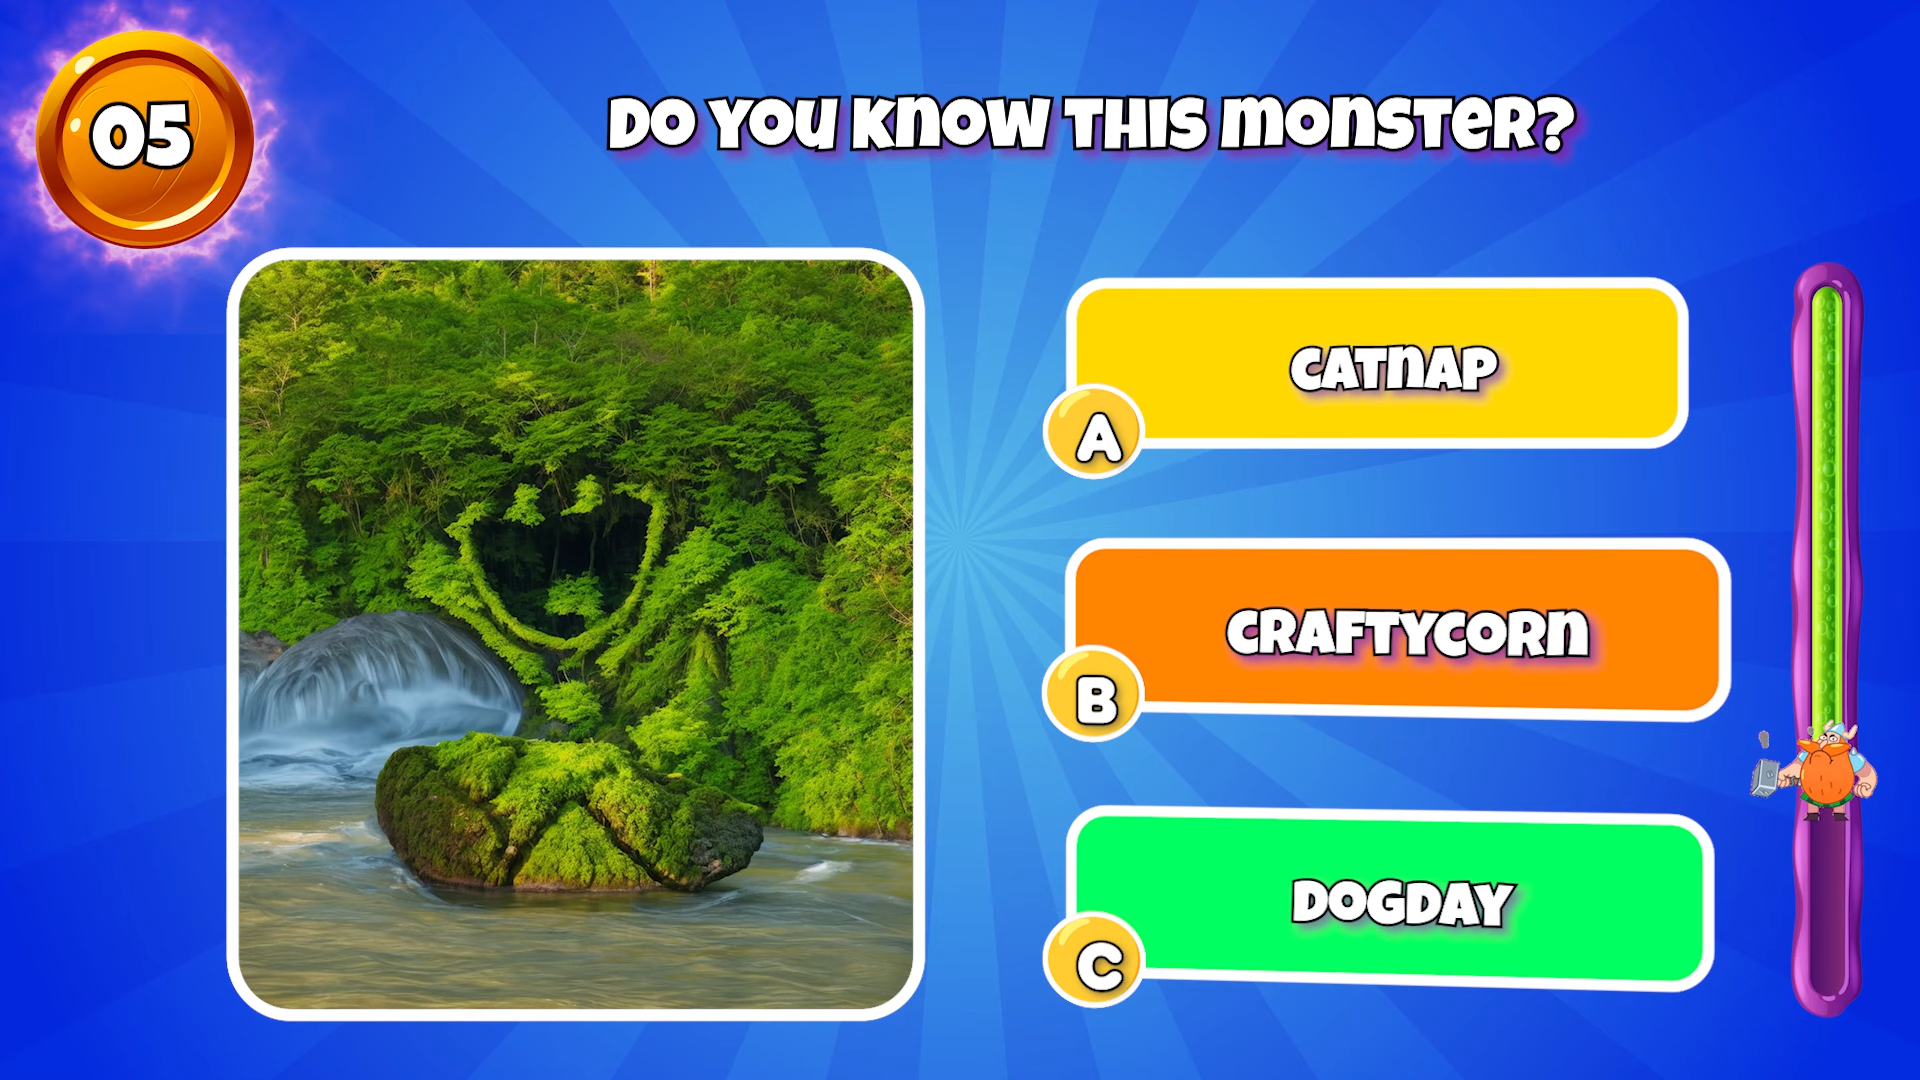 05
DO YOU KNOW THIS MONSTER?
CATNAP
A
CRAFTYCORN
B
DOGDAY
C